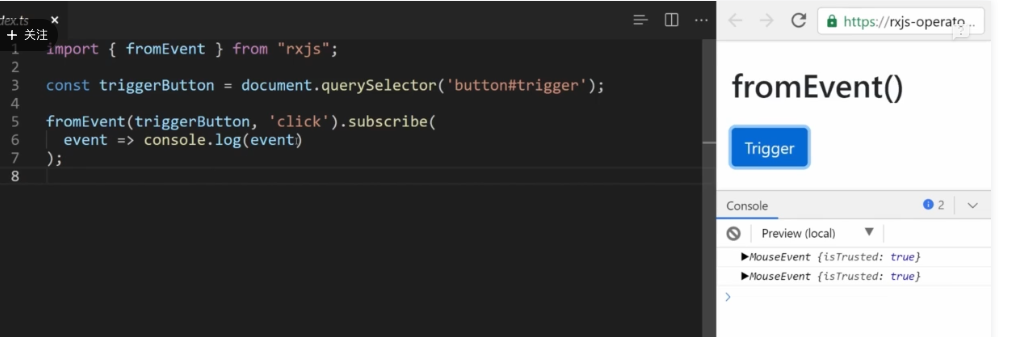 dex.ts ×
+ 关注
1 import { fromEvent } from "rxjs";
2
3 const triggerButton = document.querySelector('button#trigger');
4
5 fromEvent(triggerButton, 'click').subscribe(
6 event => console.log(event)
7 );
8
https://rxjs-operato...
fromEvent()
Trigger
Console
2
Preview (local)
MouseEvent {isTrusted: true}
MouseEvent {isTrusted: true}